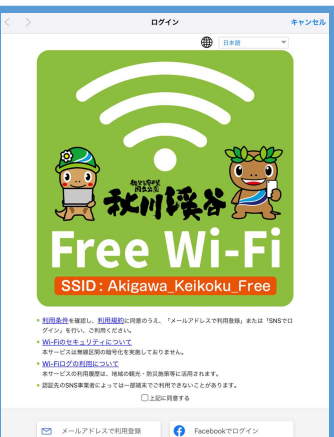 ログイン
キャンセル
日本語
秩父多摩甲斐
国立公園
秋川渓谷
Free Wi-Fi
SSID : Akigawa_Keikoku_Free
利用条件を確認し、利用規約に同意のうえ、「メールアドレスで利用登録」または「SNSでロ
グイン」を行い、ご利用ください。
Wi-Fiのセキュリティについて
本サービスは無線区間の暗号化を実施しておりません。
Wi-Fiログの利用について
本サービスの利用履歴は、地域の観光・防災施策等に活用されます。
認証先のSNS事業者によっては一部端末でご利用できないことがあります。
上記に同意する
メールアドレスで利用登録
Facebookでログイン